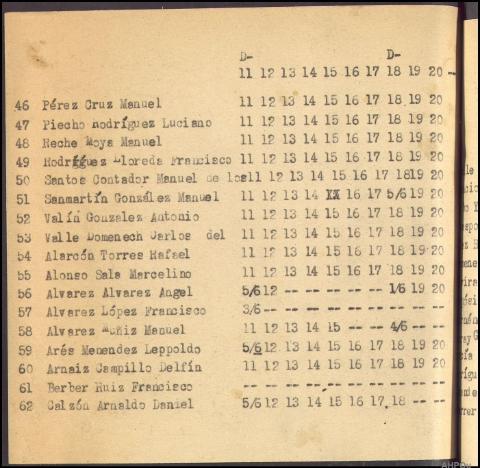 D- D-
11 12 13 14 15 16 17 18 19 20 --
46 Pérez Cruz Manuel 11 12 13 14 15 16 17 18 19 20
47 Piecho Rodríguez Luciano 11 12 13 14 15 16 17 18 19 20
48 Reche Moya Manuel 11 12 13 14 15 16 17 18 19 20
49 Rodríguez Lloreda Francisco 11 12 13 14 15 16 17 18 19 20
50 Santos Contador Manuel de los 11 12 13 14 15 16 17 18 19 20
51 Sanmartín González Manuel 11 12 13 14 XX 16 17 5/6 19 20
52 Valín Gonzalez Antonio 11 12 13 14 15 16 17 18 19 20
53 Valle Domenech Carlos del 11 12 13 14 15 16 17 18 19 20
54 Alarcón Torres Rafael 11 12 13 14 15 16 17 18 19 20
55 Alonso Sala Marcelino 11 12 13 14 15 16 17 18 19 20
56 Alvarez Alvarez Angel 5/6 12 -- -- -- -- -- 1/6 19 20
57 Alvarez López Francisco 3/6 -- -- -- -- -- -- -- -- --
58 Alvarez Muñiz Manuel 11 12 13 14 15 -- -- 4/6 -- --
59 Arés Menendez Leppoldo 5/6 12 13 14 15 16 17 18 19 20
60 Arnaiz Campillo Delfín 11 12 13 14 15 16 17 18 19 20
61 Berber Ruiz Francisco -- -- -- -- -- -- -- -- -- --
62 Calzón Arnaldo Daniel 5/6 12 13 14 15 16 17 18 -- --